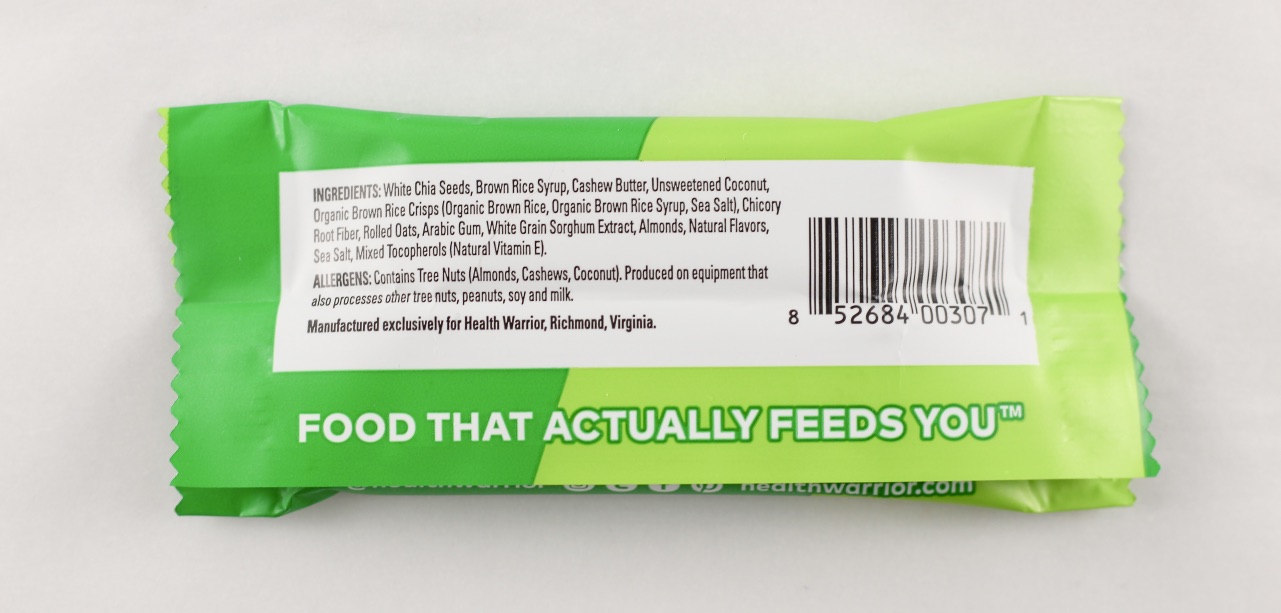 INGREDIENTS: White Chia Seeds, Brown Rice Syrup, Cashew Butter, Unsweetened Coconut,
Organic Brown Rice Crisps (Organic Brown Rice, Organic Brown Rice Syrup, Sea Salt), Chicory
Root Fiber, Rolled Oats, Arabic Gum, White Grain Sorghum Extract, Almonds, Natural Flavors,
Sea Salt, Mixed Tocopherols (Natural Vitamin E).
ALLERGENS: Contains Tree Nuts (Almonds, Cashews, Coconut). Produced on equipment that
also processes other tree nuts, peanuts, soy and milk.
Manufactured exclusively for Health Warrior, Richmond, Virginia.
8 52684 00307 1
FOOD THAT ACTUALLY FEEDS YOU™
@healthwarrior healthwarrior.com